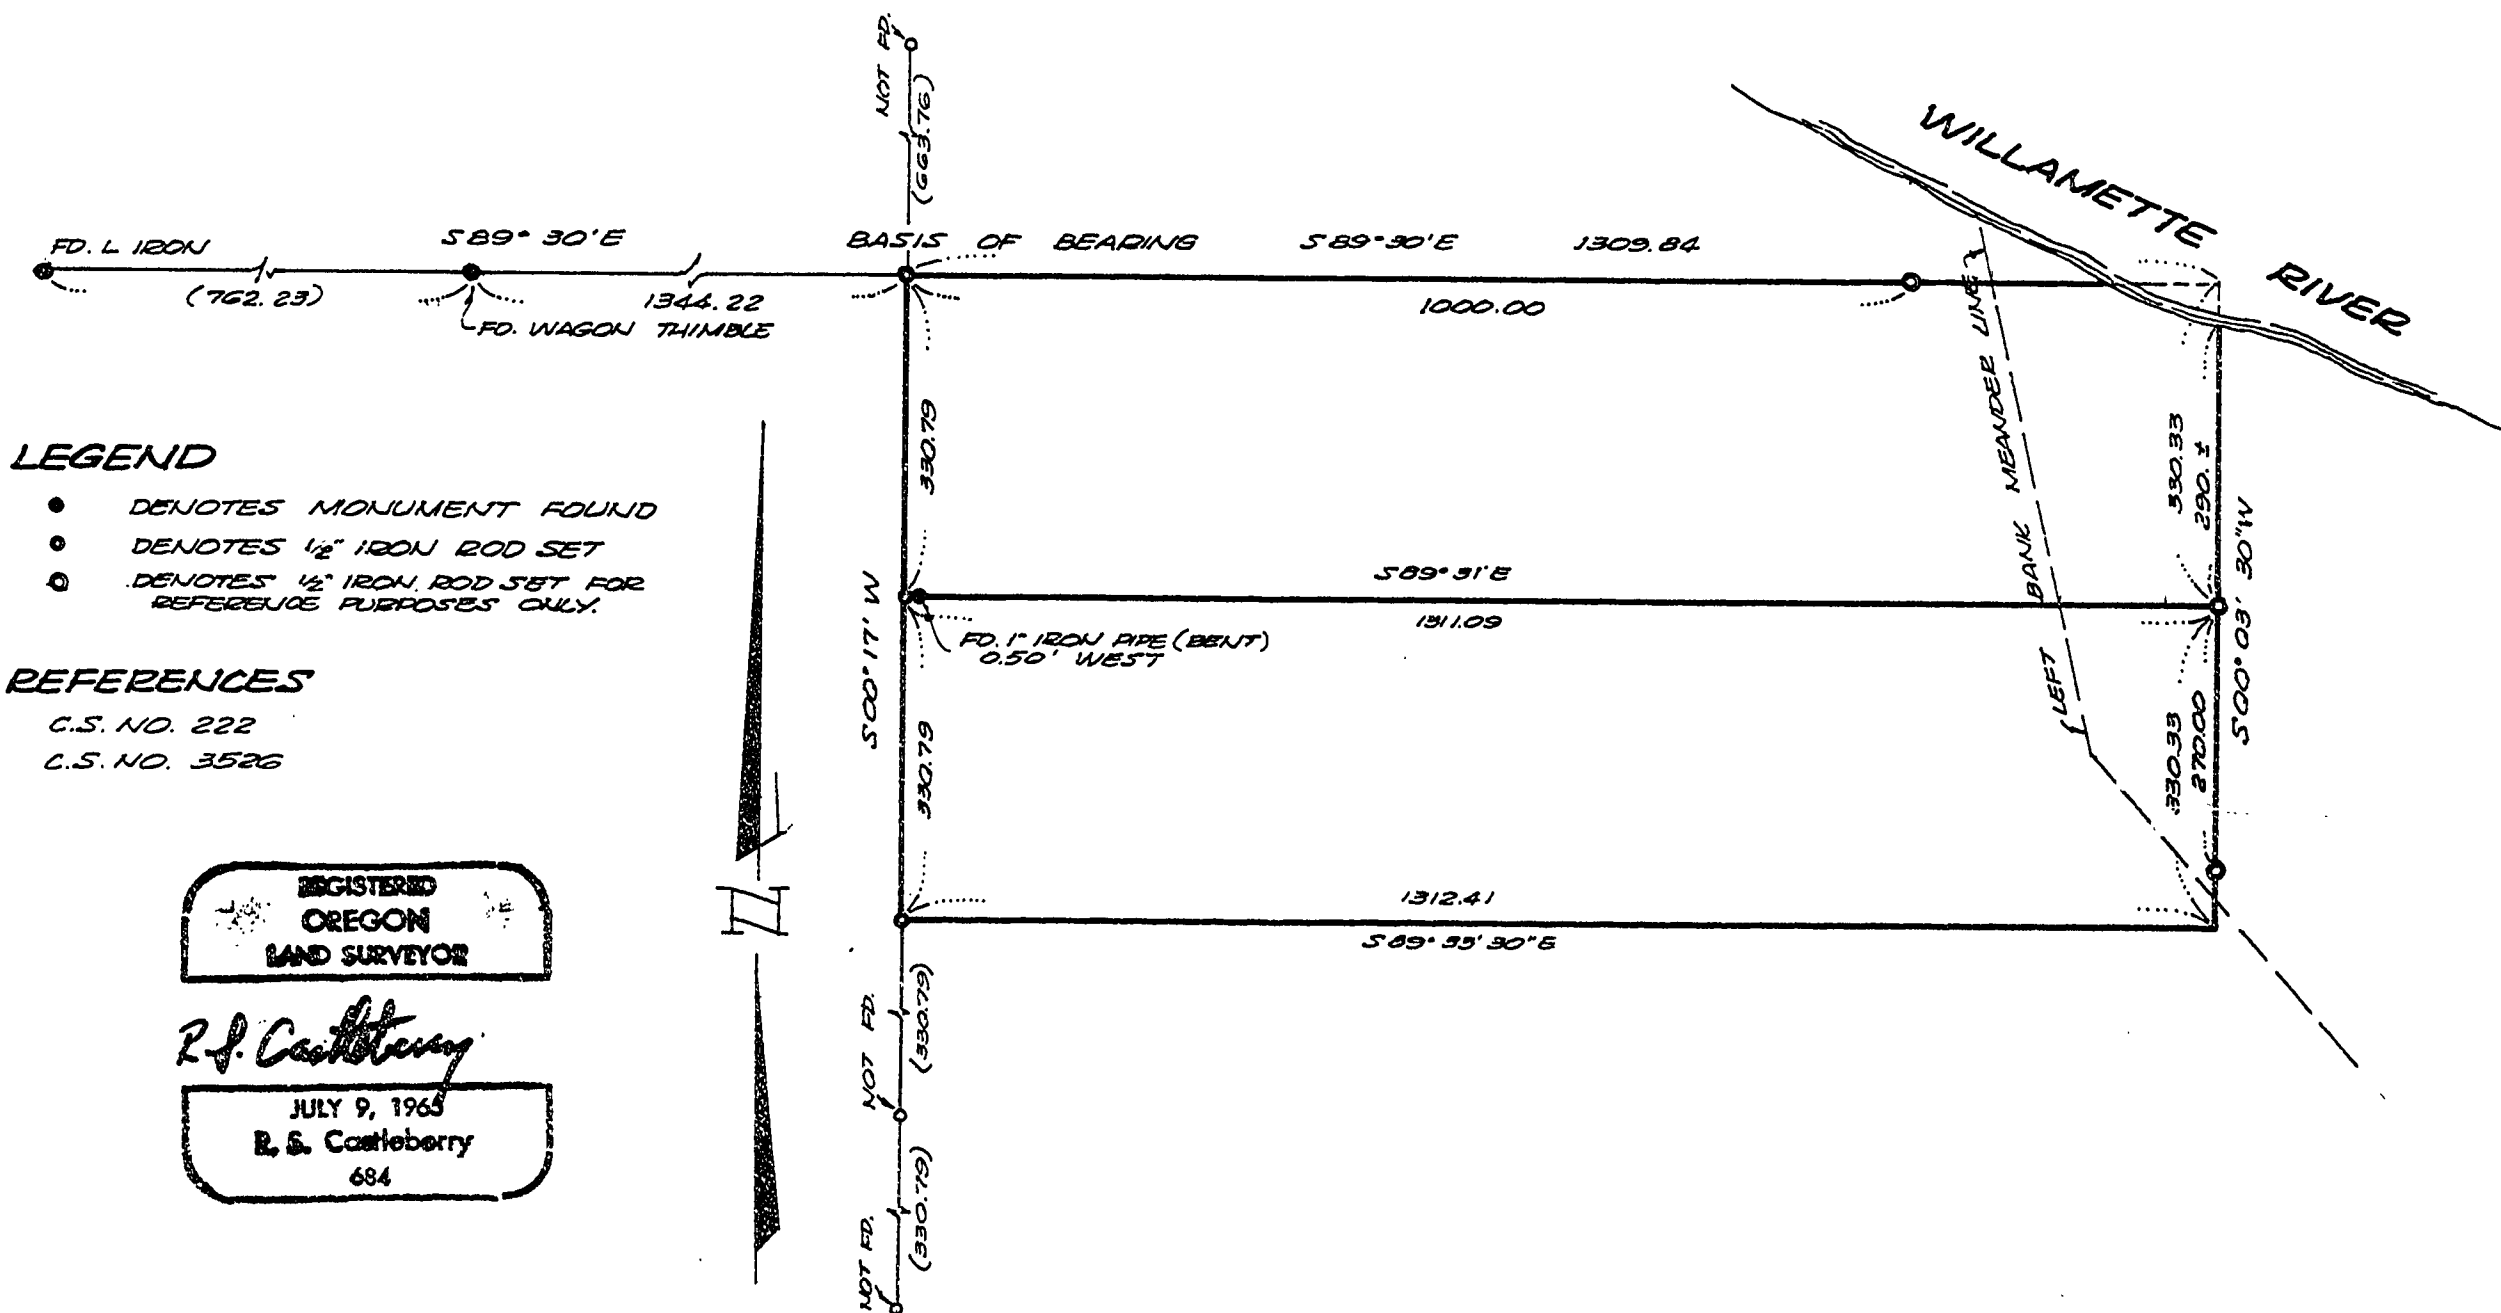 NOT FD.
(663.76)
WILLAMETTE
RIVER
FD. L IRON
S 89° 30' E
BASIS OF BEARING
S 89° 30' E
1309.84
(762.23)
1344.22
1000.00
FD. WAGON THIMBLE
330.79
LEFT BANK MEANDER LINE
330.33
290. ±
LEGEND
DENOTES MONUMENT FOUND
DENOTES 1/2" IRON ROD SET
DENOTES 1/2" IRON ROD SET FOR
REFERENCE PURPOSES ONLY.
S 00° 17' W
S 89° 31' E
1311.09
FD. 1" IRON PIPE (BENT)
0.50' WEST
S 00° 03' 30" W
REFERENCES
C.S. NO. 222
C.S. NO. 3526
330.79
330.33
270.00
N
1312.41
S 89° 33' 30" E
REGISTERED
OREGON
LAND SURVEYOR
R.S. Castleberry
JULY 9, 1965
R. S. Castleberry
684
NOT FD.
(330.79)
NOT FD.
(330.79)